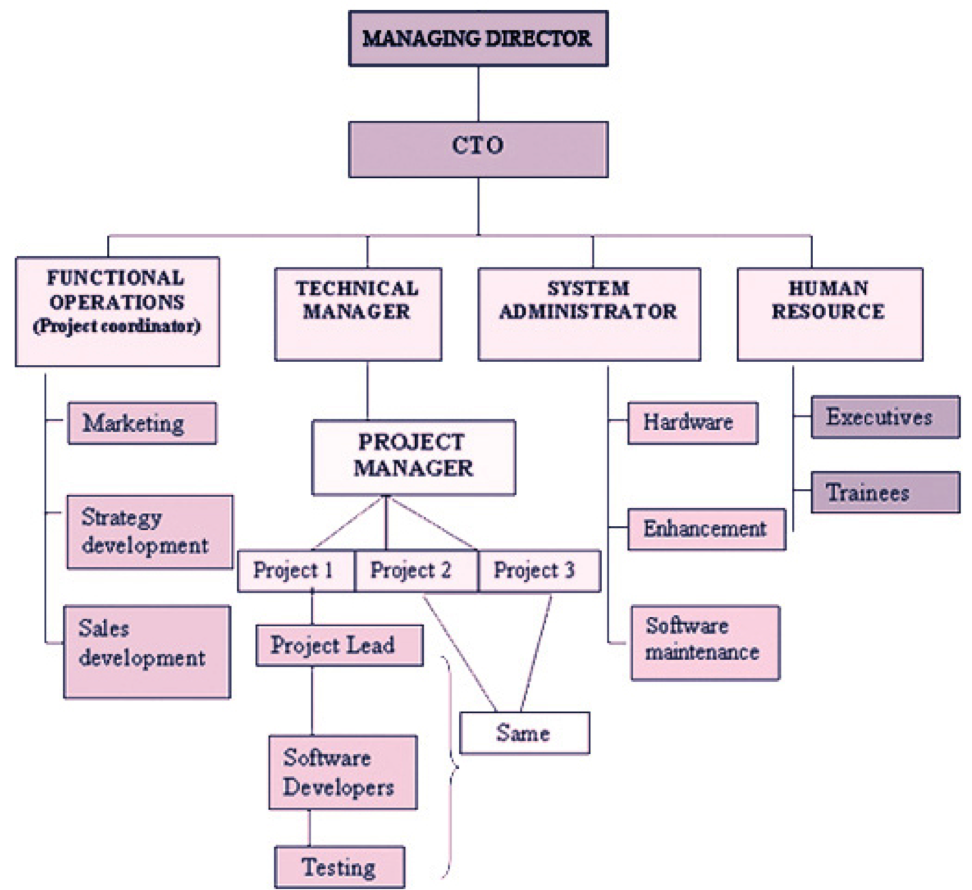 MANAGING DIRECTOR
CTO
FUNCTIONAL
OPERATIONS
(Project coordinator)
TECHNICAL
MANAGER
SYSTEM
ADMINISTRATOR
HUMAN
RESOURCE
Marketing
Strategy
development
Sales
development
PROJECT
MANAGER
Project 1
Project 2
Project 3
Project Lead
Software
Developers
Testing
Same
Hardware
Enhancement
Software
maintenance
Executives
Trainees